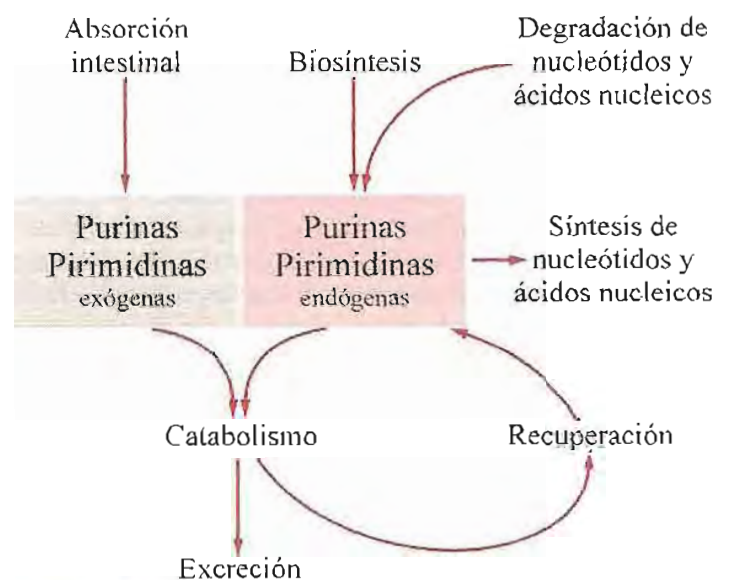 Absorción
intestinal
Biosíntesis
Degradación de
nucleótidos y
ácidos nucleicos
Purinas
Pirimidinas
exógenas
Purinas
Pirimidinas
endógenas
Síntesis de
nucleótidos y
ácidos nucleicos
Catabolismo
Recuperación
Excreción